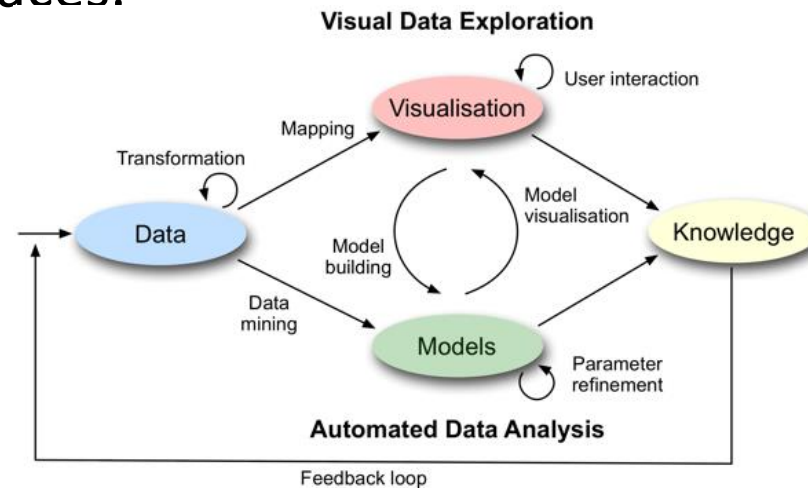 Visual Data Exploration
User interaction
Visualisation
Mapping
Transformation
Model
visualisation
Data
Knowledge
Model
building
Data
mining
Models
Parameter
refinement
Automated Data Analysis
Feedback loop